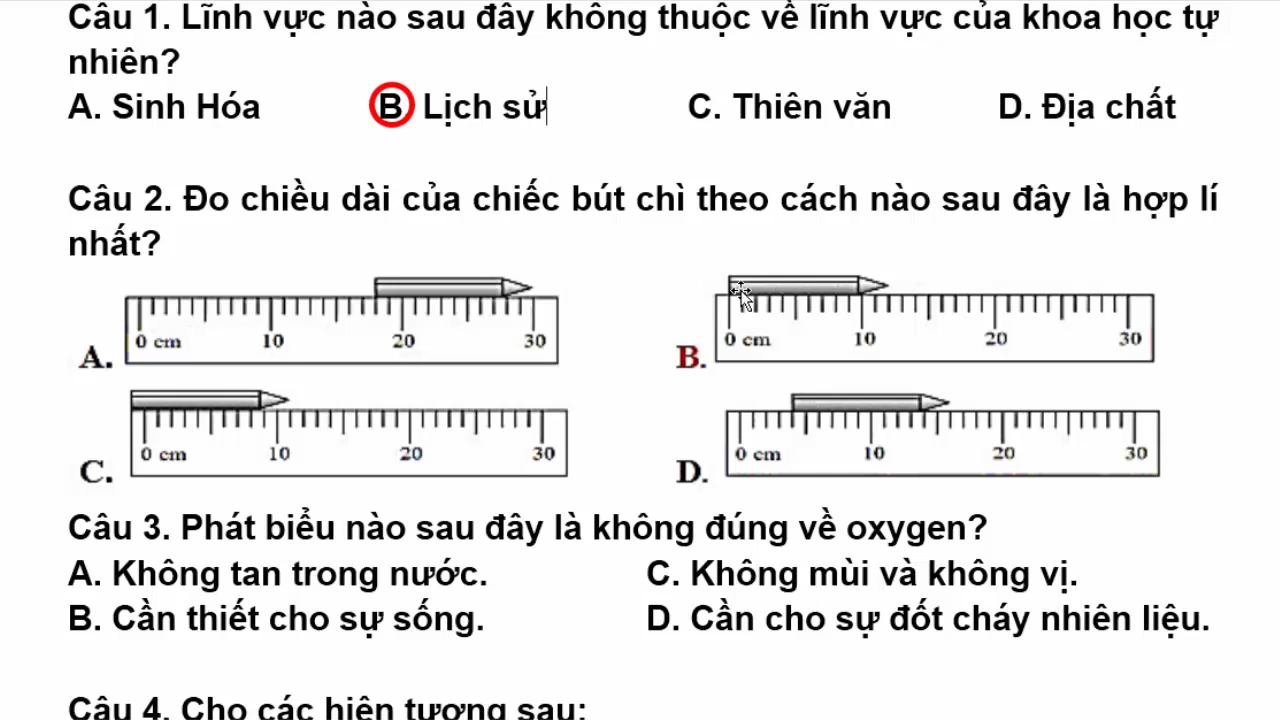 Câu 1. Lĩnh vực nào sau đây không thuộc về lĩnh vực của khoa học tự
nhiên?
A. Sinh Hóa B Lịch sử C. Thiên văn D. Địa chất
Câu 2. Đo chiều dài của chiếc bút chì theo cách nào sau đây là hợp lí
nhất?
A. 0 cm 10 20 30
B. 0 cm 10 20 30
C. 0 cm 10 20 30
D. 0 cm 10 20 30
Câu 3. Phát biểu nào sau đây là không đúng về oxygen?
A. Không tan trong nước. C. Không mùi và không vị.
B. Cần thiết cho sự sống. D. Cần cho sự đốt cháy nhiên liệu.
Câu 4. Cho các hiện tượng sau: